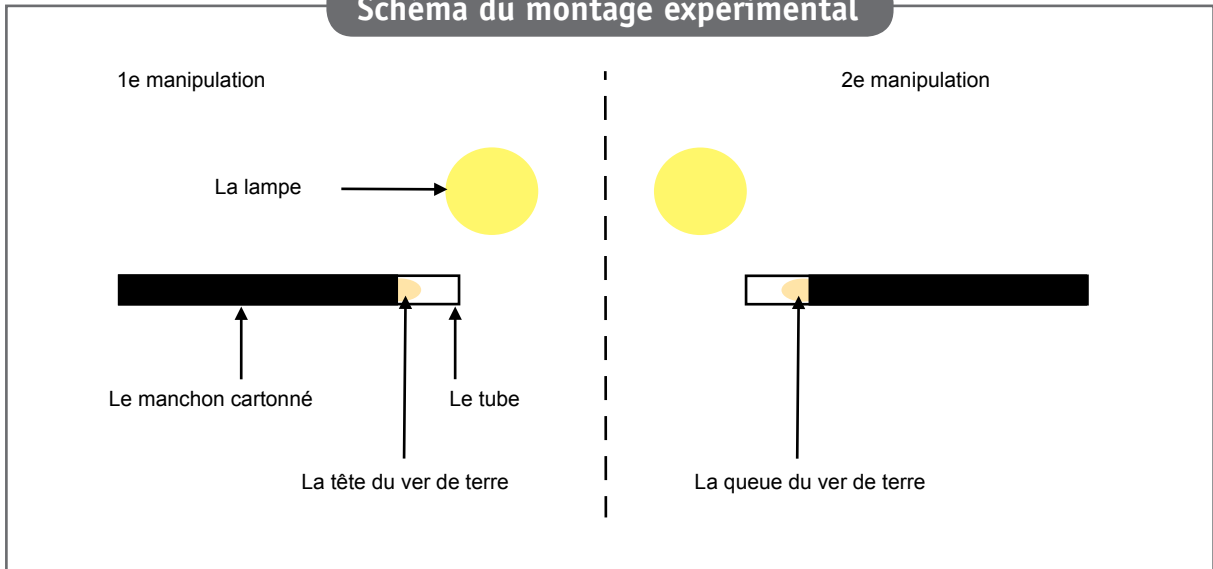 Schéma du montage expérimental
1e manipulation
2e manipulation
La lampe
Le manchon cartonné
Le tube
La tête du ver de terre
La queue du ver de terre